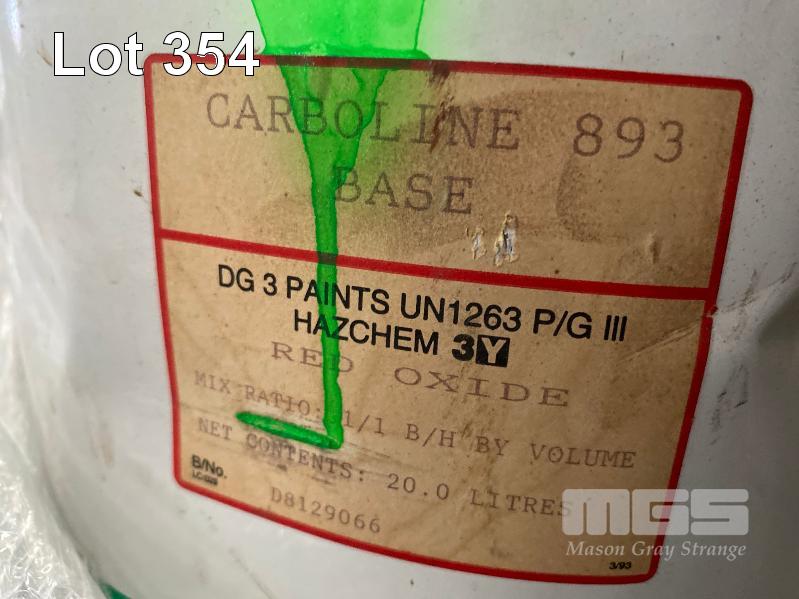 Lot 354
CARBOLINE 893
BASE
DG 3 PAINTS UN1263 P/G III
HAZCHEM 3Y
RED OXIDE
MIX RATIO: 1/1 B/H BY VOLUME
NET CONTENTS: 20.0 LITRES
B/No.
D8129066
MGS
Mason Gray Strange
3/93